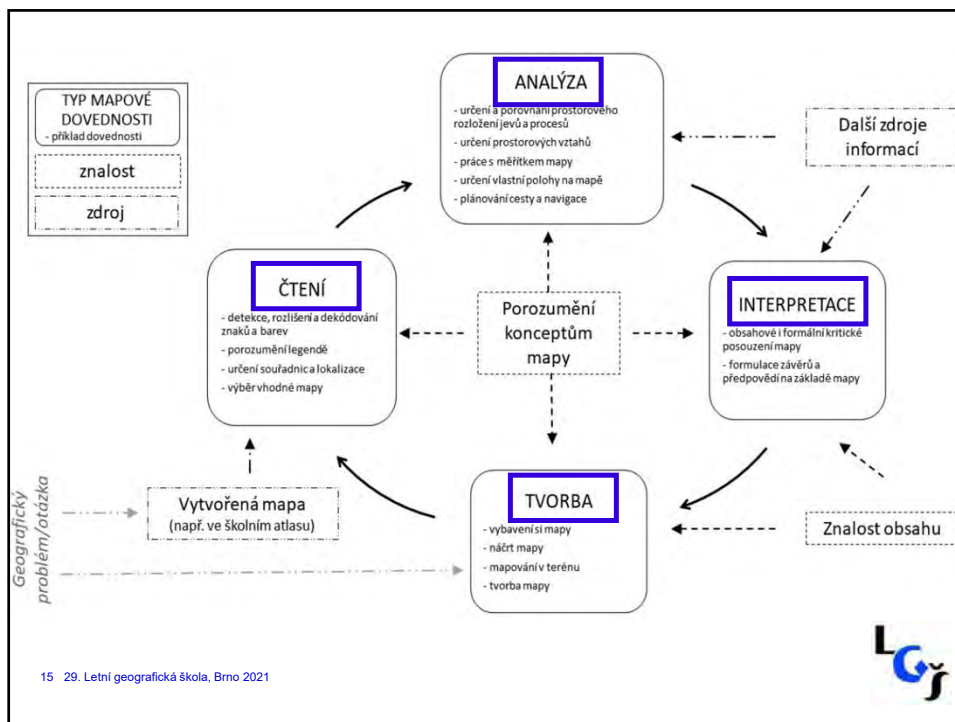 TYP MAPOVÉ
DOVEDNOSTI
- příklad dovednosti
znalost
zdroj
ANALÝZA
- určení a porovnání prostorového
rozložení jevů a procesů
- určení prostorových vztahů
- práce s měřítkem mapy
- určení vlastní polohy na mapě
- plánování cesty a navigace
Další zdroje
informací
ČTENÍ
- detekce, rozlišení a dekódování
znaků a barev
- porozumění legendě
- určení souřadnic a lokalizace
- výběr vhodné mapy
Porozumění
konceptům
mapy
INTERPRETACE
- obsahové i formální kritické
posouzení mapy
- formulace závěrů a
předpovědí na základě mapy
Geografický
problém/otázka
Vytvořená mapa
(např. ve školním atlasu)
TVORBA
- vybavení si mapy
- náčrt mapy
- mapování v terénu
- tvorba mapy
Znalost obsahu
15 29. Letní geografická škola, Brno 2021
LGŠ